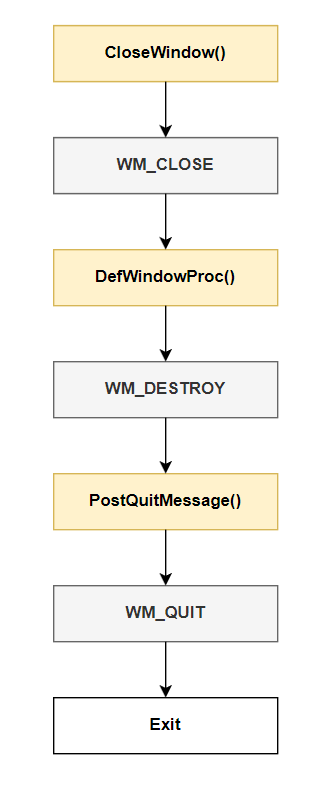 CloseWindow()
WM_CLOSE
DefWindowProc()
WM_DESTROY
PostQuitMessage()
WM_QUIT
Exit